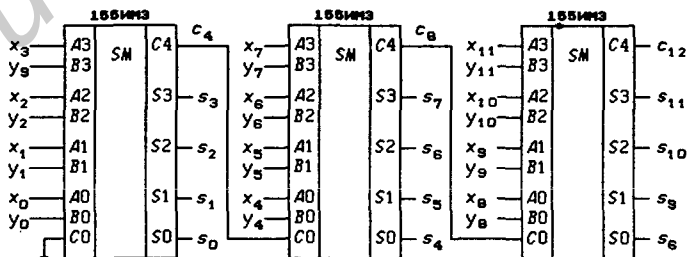 155ИМ3 155ИМ3 155ИМ3
x3 A3 SM C4 c4 x7 A3 SM C4 c8 x11 A3 SM C4 c12
y9 B3 y7 B3 y11 B3
x2 A2 S3 s3 x6 A2 S3 s7 x10 A2 S3 s11
y2 B2 y6 B2 y10 B2
x1 A1 S2 s2 x5 A1 S2 s6 x9 A1 S2 s10
y1 B1 y5 B1 y9 B1
x0 A0 S1 s1 x4 A0 S1 s5 x8 A0 S1 s9
y0 B0 y4 B0 y8 B0
C0 S0 s0 C0 S0 s4 C0 S0 s6